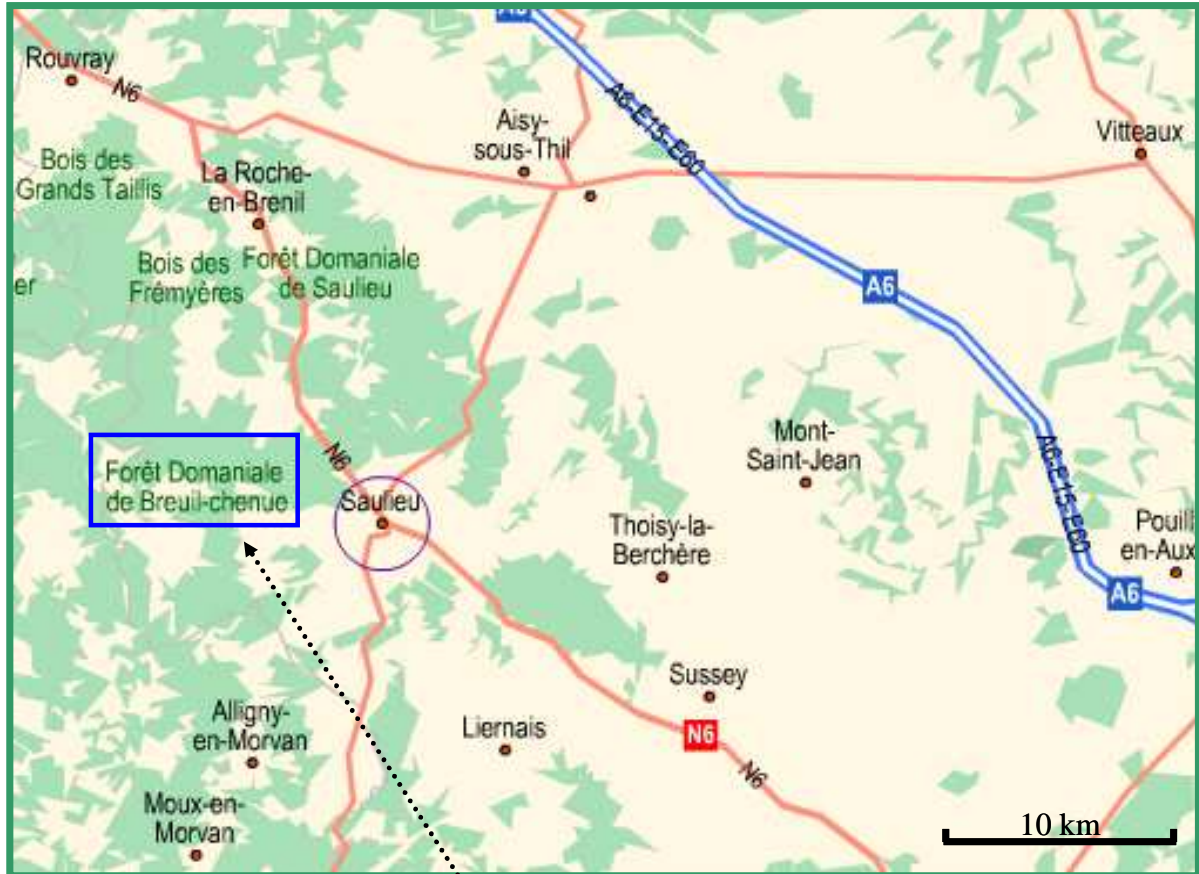 A6
Rouvray
N6
A6-E15-E60
Aisy-
sous-Thil
Vitteaux
Bois des
Grands Taillis
La Roche-
en-Brenil
Bois des
Frémyères
Forêt Domaniale
de Saulieu
er
A6
Mont-
Saint-Jean
N6
A6-E15-E60
Forêt Domaniale
de Breuil-chenue
Saulieu
Thoisy-la-
Berchère
Pouill
en-Aux
A6
Sussey
Alligny-
en-Morvan
Liernais
N6
N6
Moux-en-
Morvan
10 km